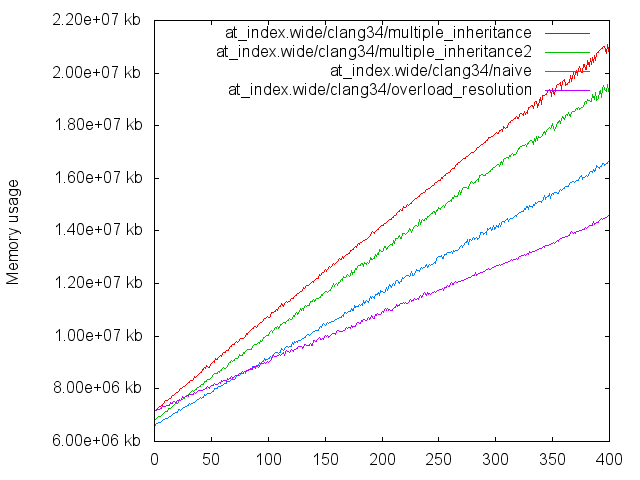 2.20e+07 kb
2.00e+07 kb
1.80e+07 kb
1.60e+07 kb
1.40e+07 kb
1.20e+07 kb
1.00e+07 kb
8.00e+06 kb
6.00e+06 kb
Memory usage
at_index.wide/clang34/multiple_inheritance
at_index.wide/clang34/multiple_inheritance2
at_index.wide/clang34/naive
at_index.wide/clang34/overload_resolution
0 50 100 150 200 250 300 350 400